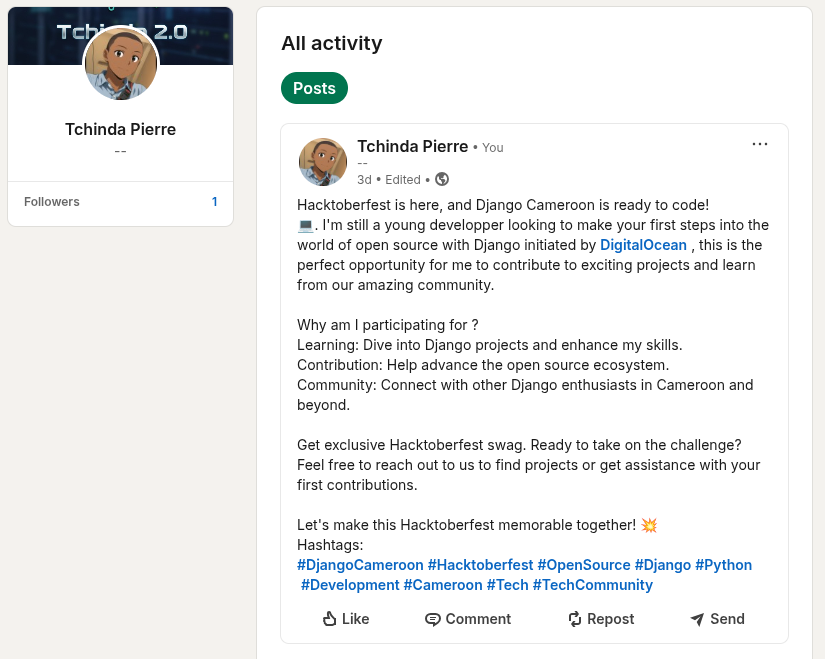 Tchinda 2.0
Tchinda Pierre
--
Followers 1
All activity
Posts
Tchinda Pierre • You
--
3d • Edited •
Hacktoberfest is here, and Django Cameroon is ready to code!
💻. I'm still a young developper looking to make your first steps into the
world of open source with Django initiated by DigitalOcean , this is the
perfect opportunity for me to contribute to exciting projects and learn
from our amazing community.
Why am I participating for ?
Learning: Dive into Django projects and enhance my skills.
Contribution: Help advance the open source ecosystem.
Community: Connect with other Django enthusiasts in Cameroon and
beyond.
Get exclusive Hacktoberfest swag. Ready to take on the challenge?
Feel free to reach out to us to find projects or get assistance with your
first contributions.
Let's make this Hacktoberfest memorable together! 💥
Hashtags:
#DjangoCameroon #Hacktoberfest #OpenSource #Django #Python
#Development #Cameroon #Tech #TechCommunity
Like Comment Repost Send